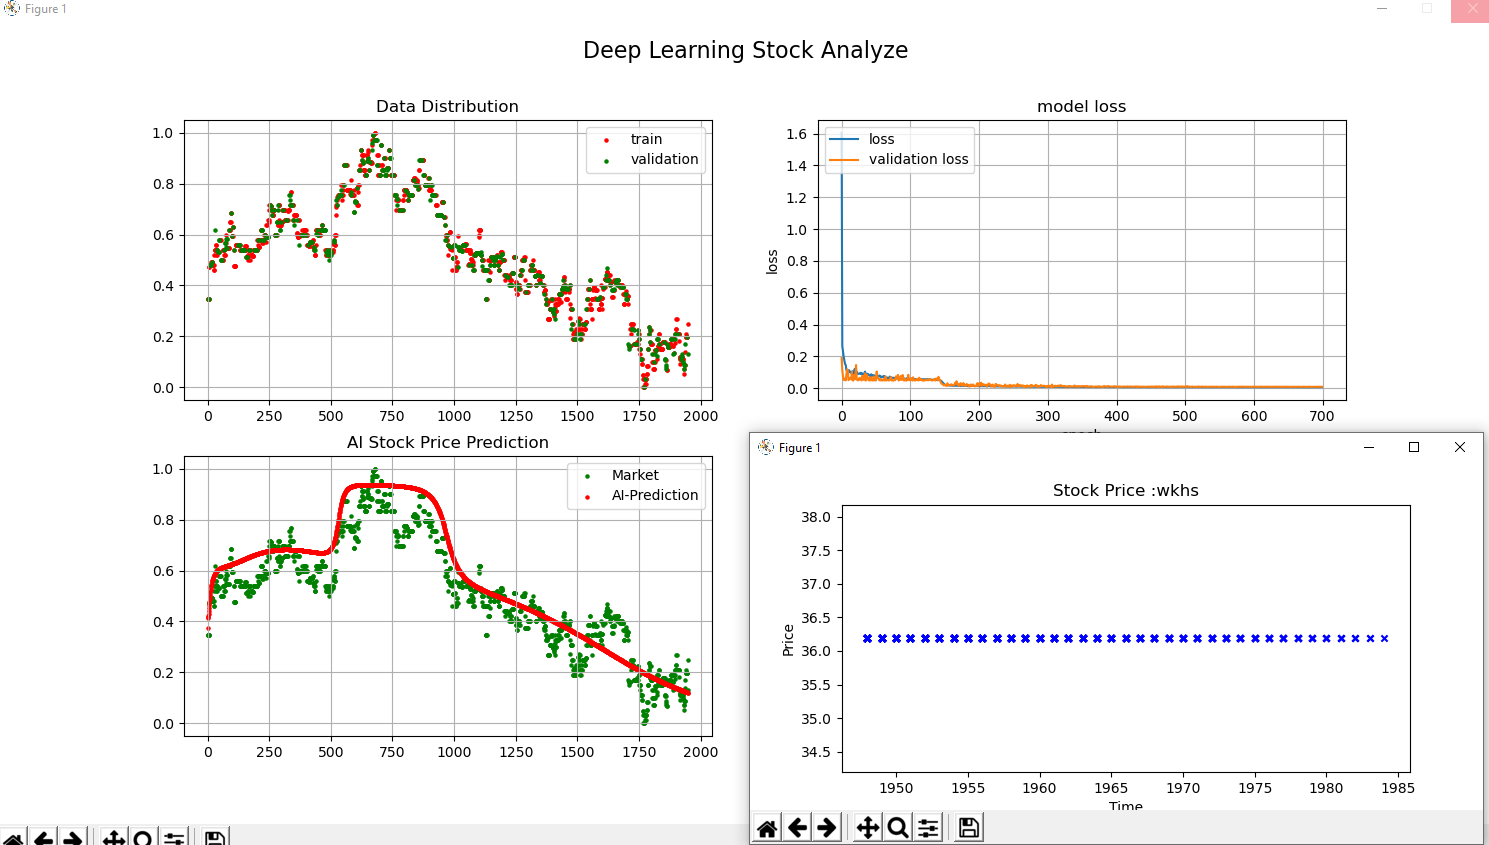 Figure 1
Deep Learning Stock Analyze
Data Distribution
1.0
0.8
0.6
0.4
0.2
0.0
train
validation
0 250 500 750 1000 1250 1500 1750 2000
model loss
loss
1.6
1.4
1.2
1.0
0.8
0.6
0.4
0.2
0.0
loss
validation loss
0 100 200 300 400 500 600 700
AI Stock Price Prediction
1.0
0.8
0.6
0.4
0.2
0.0
Market
AI-Prediction
0 250 500 750 1000 1250 1500 1750 2000
Figure 1
Stock Price :wkhs
Price
38.0
37.5
37.0
36.5
36.0
35.5
35.0
34.5
1950 1955 1960 1965 1970 1975 1980 1985
Time